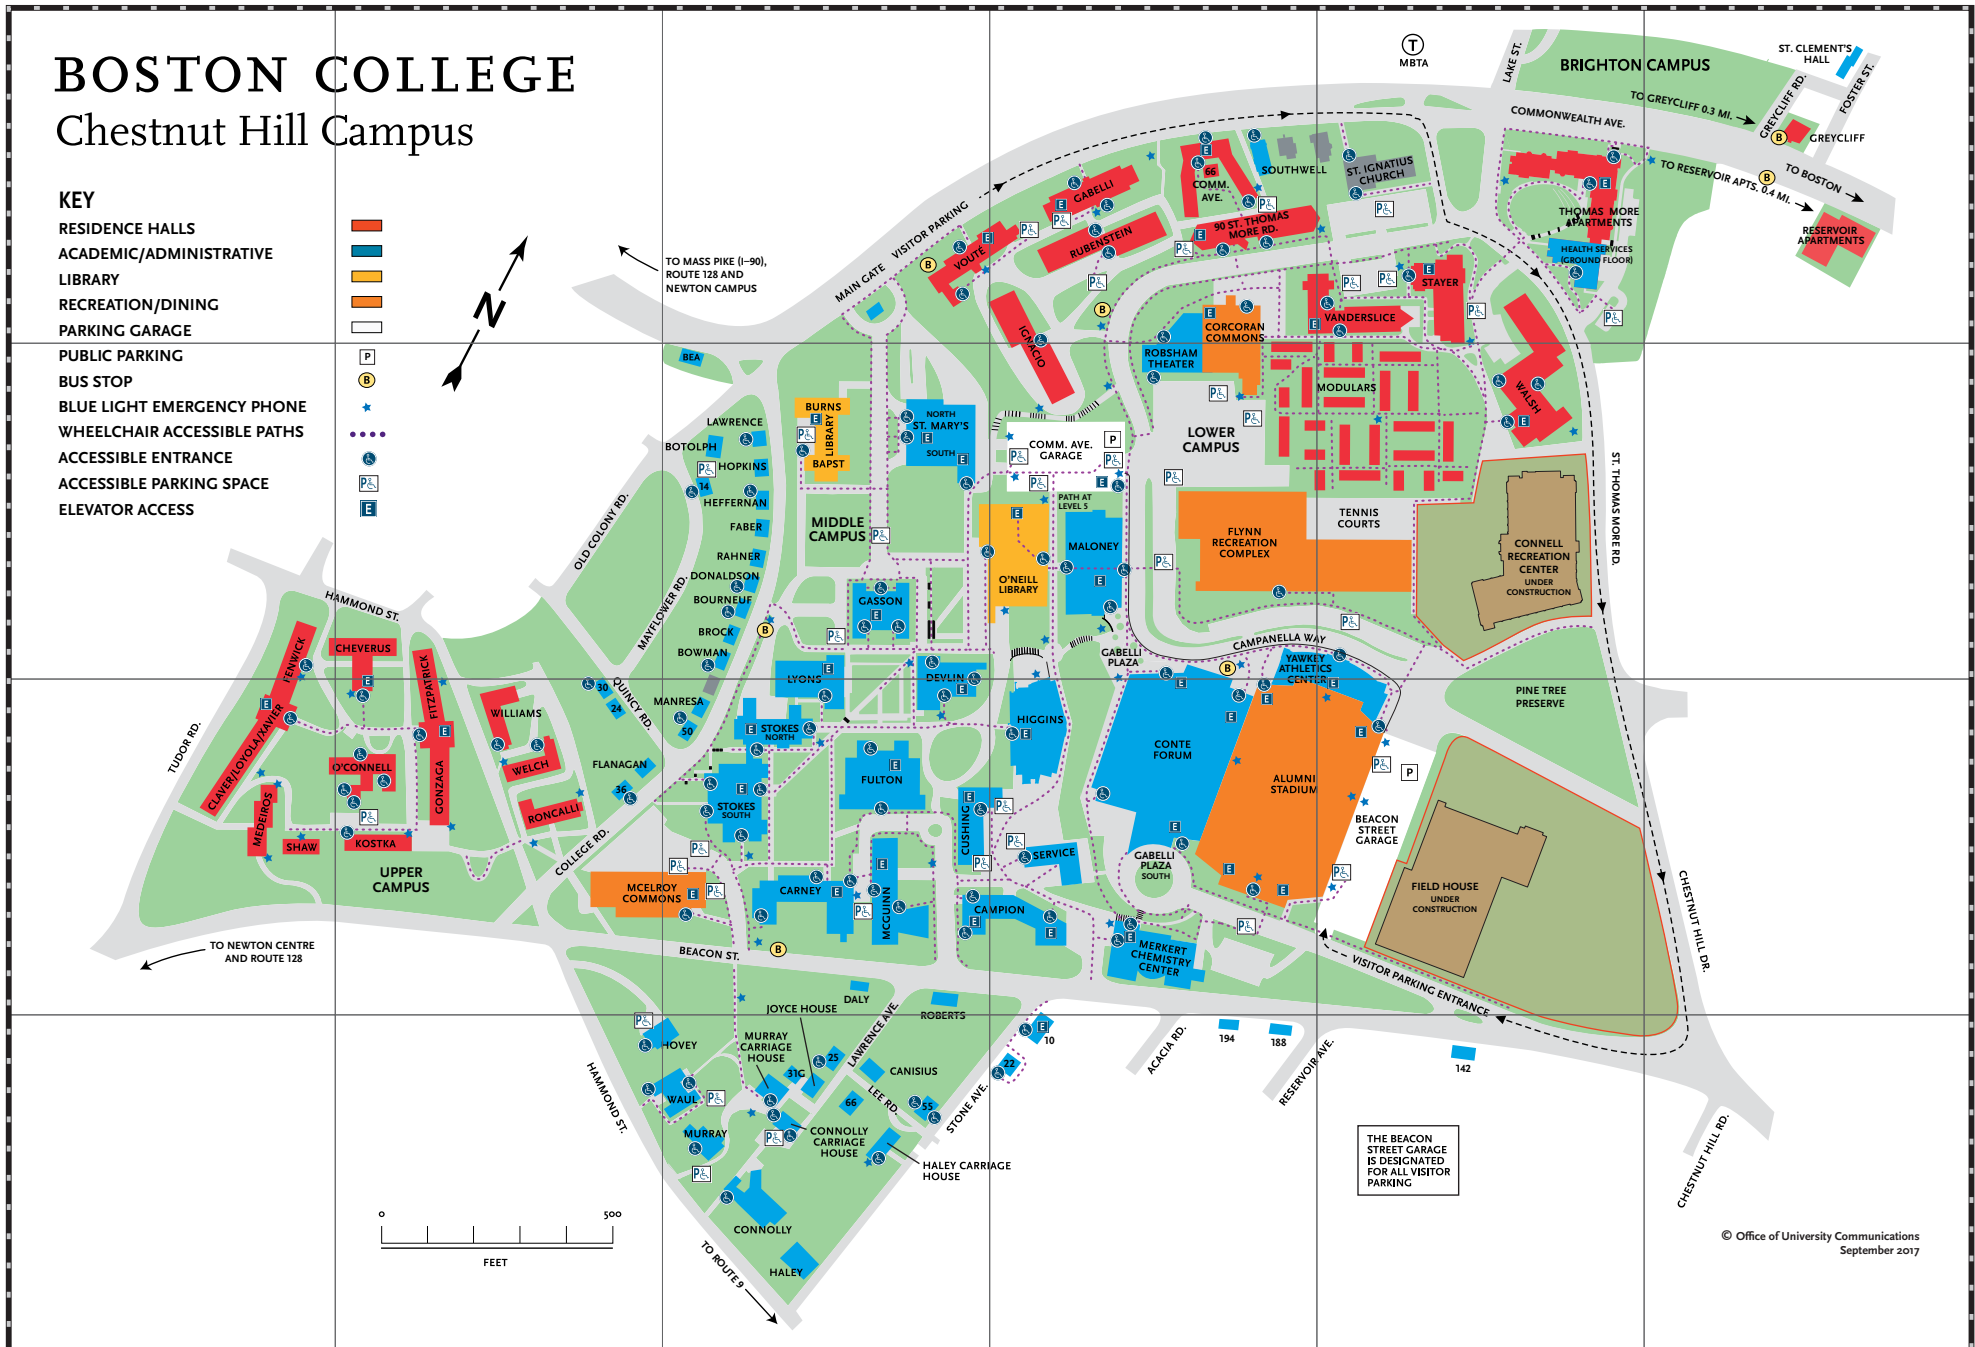 BOSTON COLLEGE
Chestnut Hill Campus
KEY
RESIDENCE HALLS
ACADEMIC/ADMINISTRATIVE
LIBRARY
RECREATION/DINING
PARKING GARAGE
PUBLIC PARKING
P
BUS STOP
B
BLUE LIGHT EMERGENCY PHONE
WHEELCHAIR ACCESSIBLE PATHS
ACCESSIBLE ENTRANCE
ACCESSIBLE PARKING SPACE
P
ELEVATOR ACCESS
E
N
TO MASS PIKE (I–90),
ROUTE 128 AND
NEWTON CAMPUS
T
MBTA
LAKE ST.
BRIGHTON CAMPUS
ST. CLEMENT'S
HALL
FOSTER ST.
GREYCLIFF RD.
TO GREYCLIFF 0.3 MI.
GREYCLIFF
COMMONWEALTH AVE.
TO RESERVOIR APTS. 0.4 MI.
TO BOSTON
RESERVOIR
APARTMENTS
THOMAS MORE
APARTMENTS
HEALTH SERVICES
(GROUND FLOOR)
MAIN GATE
VISITOR PARKING
VOUTÉ
GABELLI
RUBENSTEIN
IGNACIO
66
COMM.
AVE.
SOUTHWELL
ST. IGNATIUS
CHURCH
90 ST. THOMAS
MORE RD.
STAYER
VANDERSLICE
CORCORAN
COMMONS
ROBSHAM
THEATER
MODULARS
WALSH
LOWER
CAMPUS
BEA
LAWRENCE
BOTOLPH
HOPKINS
14
HEFFERNAN
FABER
RAHNER
DONALDSON
BOURNEUF
BROCK
BOWMAN
MANRESA
50
OLD COLONY RD.
MAYFLOWER RD.
BURNS
LIBRARY
BAPST
NORTH
ST. MARY'S
SOUTH
COMM. AVE.
GARAGE
P
PATH AT
LEVEL 5
MIDDLE
CAMPUS
MALONEY
O'NEILL
LIBRARY
GASSON
FLYNN
RECREATION
COMPLEX
TENNIS
COURTS
CONNELL
RECREATION
CENTER
UNDER
CONSTRUCTION
ST. THOMAS MORE RD.
CAMPANELLA WAY
GABELLI
PLAZA
YAWKEY
ATHLETICS
CENTER
PINE TREE
PRESERVE
HAMMOND ST.
FENWICK
CHEVERUS
FITZPATRICK
CLAVER/LOYOLA/XAVIER
TUDOR RD.
O'CONNELL
GONZAGA
MEDEIROS
SHAW
KOSTKA
UPPER
CAMPUS
WILLIAMS
WELCH
RONCALLI
30
24
QUINCY RD.
FLANAGAN
36
COLLEGE RD.
LYONS
DEVLIN
STOKES
NORTH
STOKES
SOUTH
FULTON
HIGGINS
CUSHING
SERVICE
CONTE
FORUM
ALUMNI
STADIUM
P
BEACON
STREET
GARAGE
GABELLI
PLAZA
SOUTH
MCELROY
COMMONS
CARNEY
MCGUINN
CAMPION
MERKERT
CHEMISTRY
CENTER
FIELD HOUSE
UNDER
CONSTRUCTION
CHESTNUT HILL DR.
VISITOR PARKING ENTRANCE
TO NEWTON CENTRE
AND ROUTE 128
BEACON ST.
DALY
ROBERTS
JOYCE HOUSE
LAWRENCE AVE.
MURRAY
CARRIAGE
HOUSE
HOVEY
25
31G
WAUL
CANISIUS
66
LEE RD.
55
STONE AVE.
10
22
MURRAY
CONNOLLY
CARRIAGE
HOUSE
HALEY CARRIAGE
HOUSE
HAMMOND ST.
CONNOLLY
HALEY
TO ROUTE 9
ACACIA RD.
194
188
RESERVOIR AVE.
142
CHESTNUT HILL RD.
THE BEACON
STREET GARAGE
IS DESIGNATED
FOR ALL VISITOR
PARKING
0
500
FEET
© Office of University Communications
September 2017